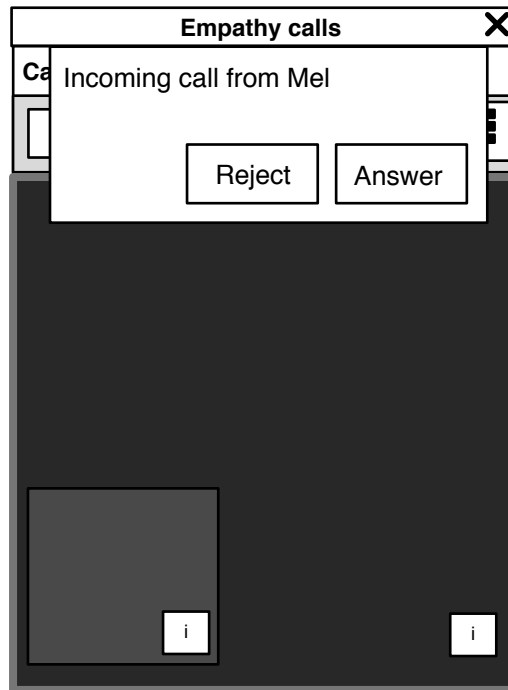 Empathy calls
Ca
Incoming call from Mel
Reject
Answer
i
i